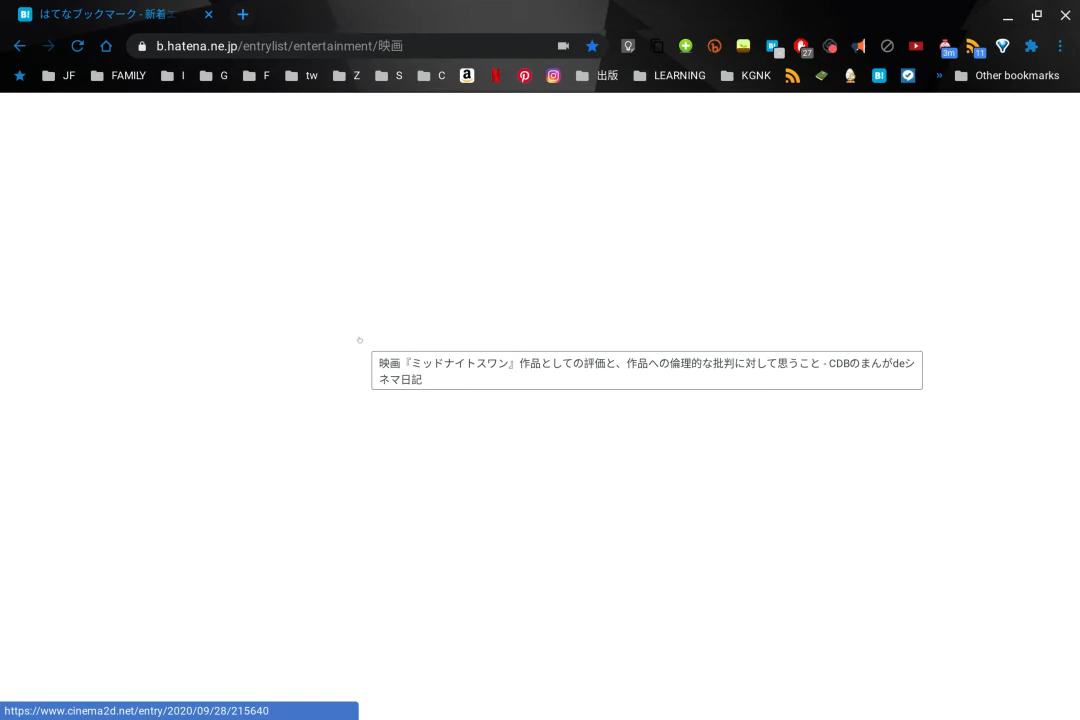 はてなブックマーク - 新着エ
b.hatena.ne.jp/entrylist/entertainment/映画
27
3m
11
JF
FAMILY
I
G
F
tw
Z
S
C
出版
LEARNING
KGNK
B!
»
Other bookmarks
映画『ミッドナイトスワン』作品としての評価と、作品への倫理的な批判に対して思うこと - CDBのまんがdeシ
ネマ日記
https://www.cinema2d.net/entry/2020/09/28/215640